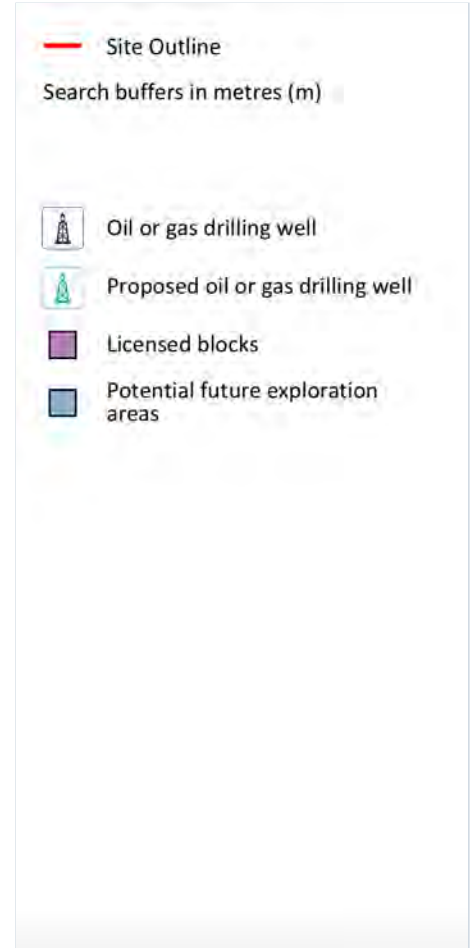 Site Outline
Search buffers in metres (m)
Oil or gas drilling well
Proposed oil or gas drilling well
Licensed blocks
Potential future exploration
areas